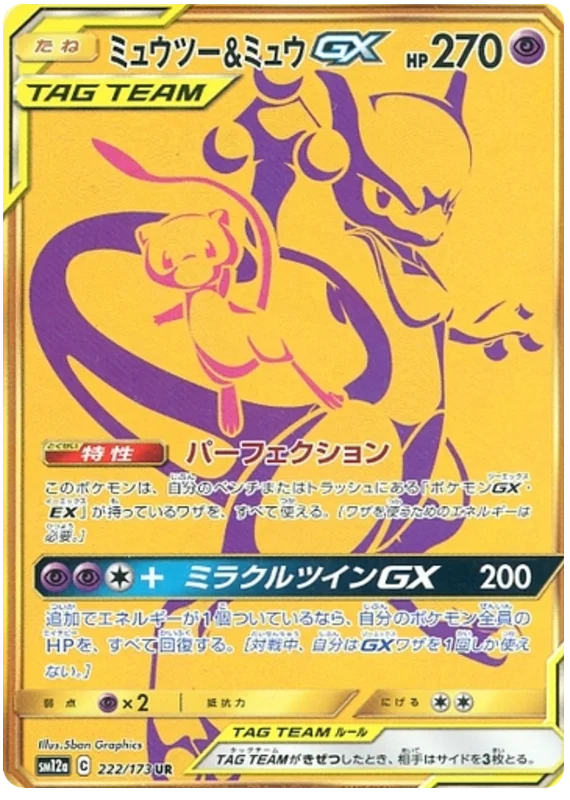 たね ミュウツー&ミュウGX HP270
TAG TEAM
特性 パーフェクション
このポケモンは、自分のベンチまたはトラッシュにある「ポケモンGX・
EX」が持っているワザを、すべて使える。[ワザを使うためのエネルギーは
必要。]
+ ミラクルツインGX 200
追加でエネルギーが1個ついているなら、自分のポケモン全員の
HPを、すべて回復する。[対戦中、自分はGXワザを1回しか使え
ない。]
弱点 ×2 抵抗力 にげる
TAG TEAM ルール
TAG TEAMがきぜつしたとき、相手はサイドを3枚とる。
Illus.5ban Graphics
SM12a C 222/173 UR